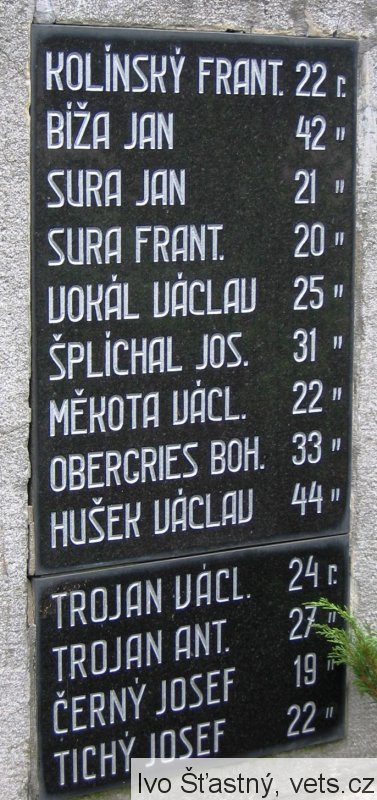 KOLÍNSKÝ FRANT. 22 r.
BÍŽA JAN 42 "
SURA JAN 21 "
SURA FRANT. 20 "
VOKÁL VÁCLAV 25 "
ŠPLÍCHAL JOS. 31 "
MĚKOTA VÁCL. 22 "
OBERGRIES BOH. 33 "
HUŠEK VÁCLAV 44 "
TROJAN VÁCL. 24 r.
TROJAN ANT. 27 "
ČERNÝ JOSEF 19 "
TICHÝ JOSEF 22 "
Ivo Šťastný, vets.cz